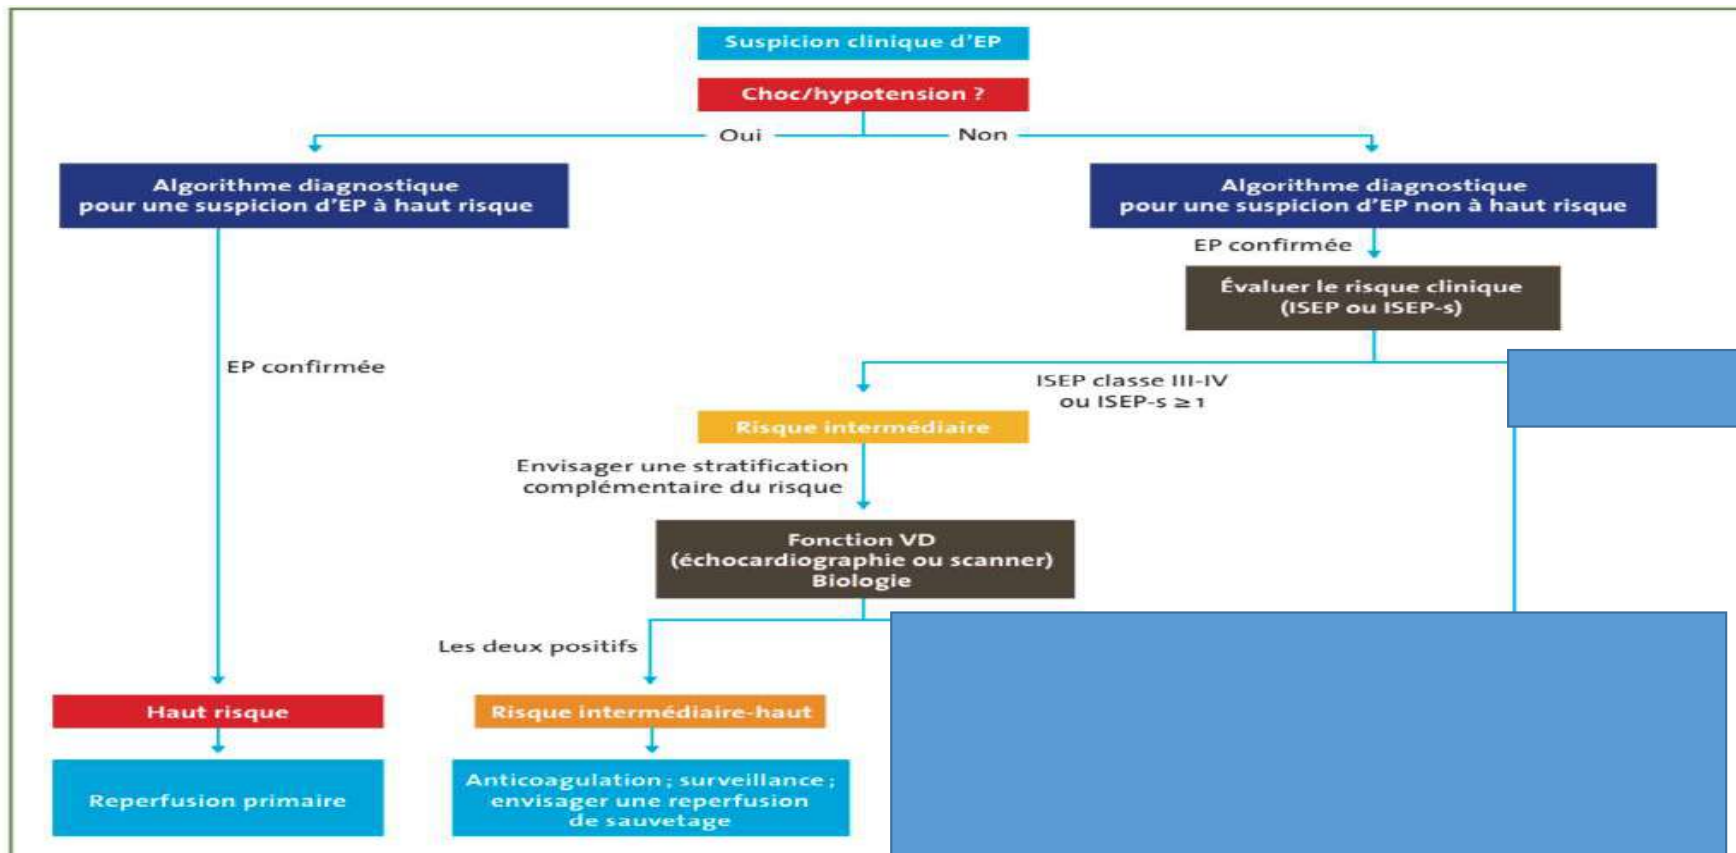 Suspicion clinique d'EP
Choc/hypotension ?
Oui
Non
Algorithme diagnostique
pour une suspicion d'EP à haut risque
Algorithme diagnostique
pour une suspicion d'EP non à haut risque
EP confirmée
Évaluer le risque clinique
(ISEP ou ISEP-s)
EP confirmée
ISEP classe III-IV
ou ISEP-s ≥ 1
Risque intermédiaire
Envisager une stratification
complémentaire du risque
Fonction VD
(échocardiographie ou scanner)
Biologie
Les deux positifs
Haut risque
Risque intermédiaire-haut
Reperfusion primaire
Anticoagulation ; surveillance ;
envisager une reperfusion
de sauvetage